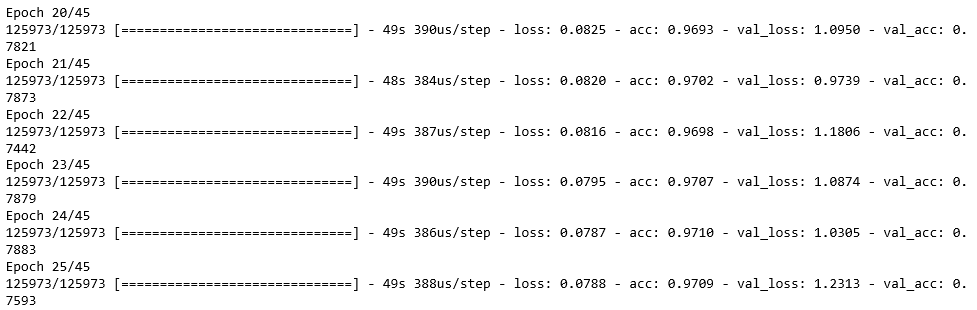 Epoch 20/45
125973/125973 [==============================] - 49s 390us/step - loss: 0.0825 - acc: 0.9693 - val_loss: 1.0950 - val_acc: 0.
7821
Epoch 21/45
125973/125973 [==============================] - 48s 384us/step - loss: 0.0820 - acc: 0.9702 - val_loss: 0.9739 - val_acc: 0.
7873
Epoch 22/45
125973/125973 [==============================] - 49s 387us/step - loss: 0.0816 - acc: 0.9698 - val_loss: 1.1806 - val_acc: 0.
7442
Epoch 23/45
125973/125973 [==============================] - 49s 390us/step - loss: 0.0795 - acc: 0.9707 - val_loss: 1.0874 - val_acc: 0.
7879
Epoch 24/45
125973/125973 [==============================] - 49s 386us/step - loss: 0.0787 - acc: 0.9710 - val_loss: 1.0305 - val_acc: 0.
7883
Epoch 25/45
125973/125973 [==============================] - 49s 388us/step - loss: 0.0788 - acc: 0.9709 - val_loss: 1.2313 - val_acc: 0.
7593